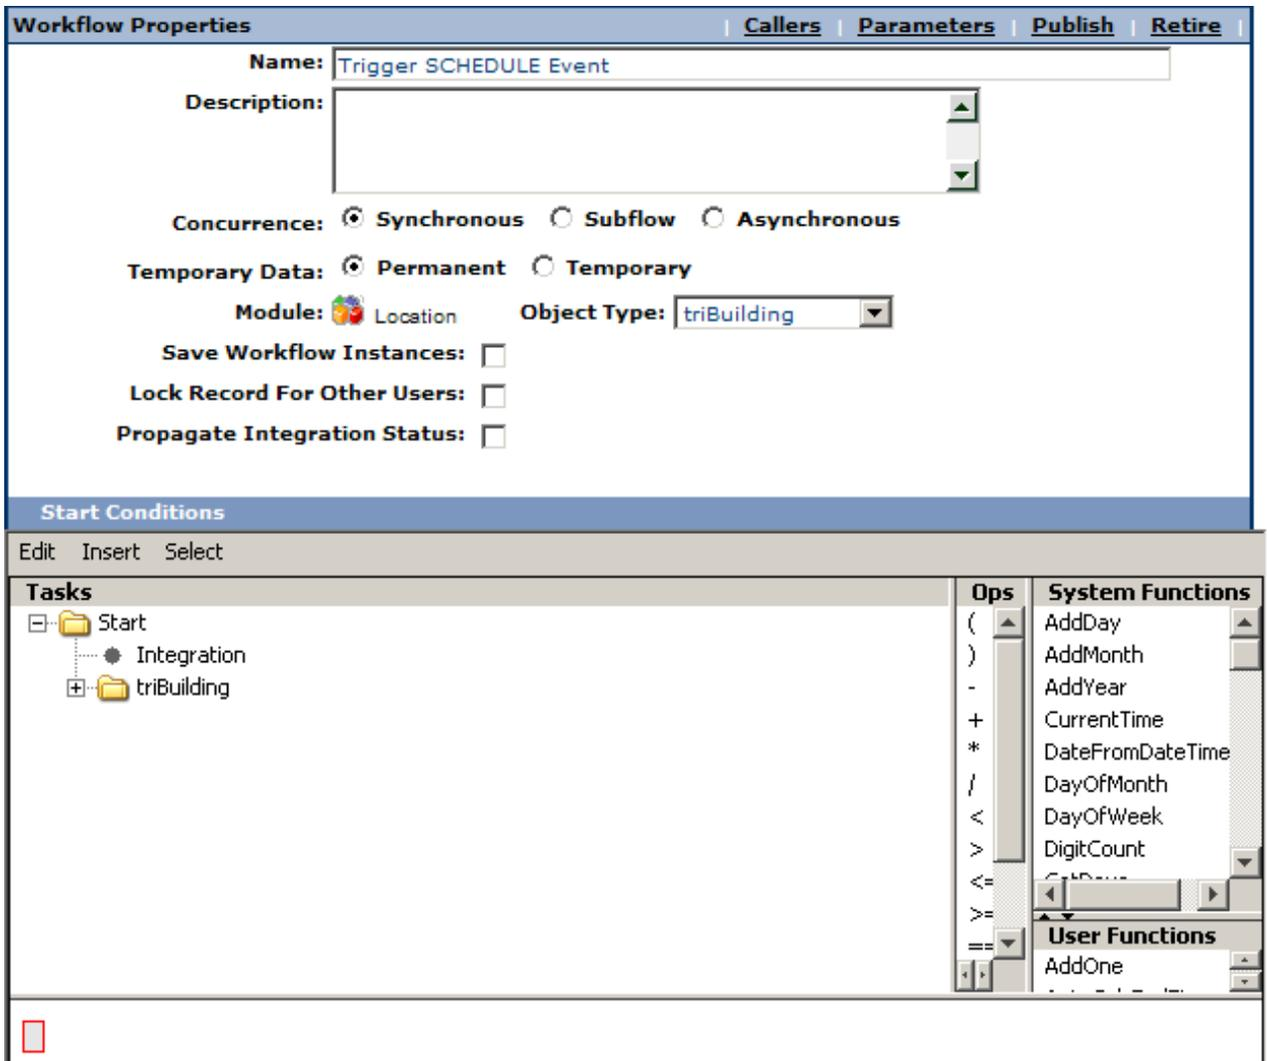 Workflow Properties | Callers | Parameters | Publish | Retire |
Name: Trigger SCHEDULE Event
Description:
Concurrence: Synchronous Subflow Asynchronous
Temporary Data: Permanent Temporary
Module: Location Object Type: triBuilding
Save Workflow Instances:
Lock Record For Other Users:
Propagate Integration Status:
Start Conditions
Edit Insert Select
Tasks Ops System Functions
Start ( AddDay
Integration ) AddMonth
triBuilding - AddYear
+ CurrentTime
* DateFromDateTime
/ DayOfMonth
< DayOfWeek
> DigitCount
<=
>=
User Functions
==
AddOne